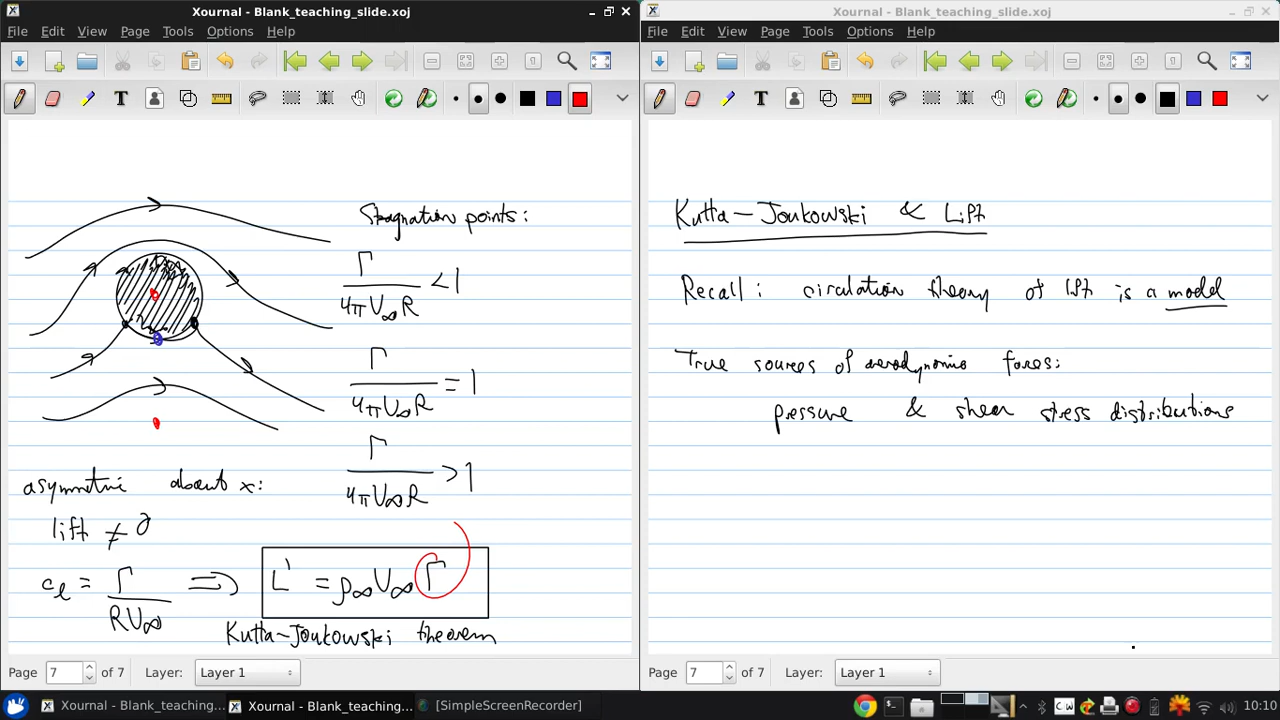 Xournal - Blank_teaching_slide.xoj
File Edit View Page Tools Options Help
Stagnation points:
Γ / 4πV∞R < 1
Γ / 4πV∞R = 1
Γ / 4πV∞R > 1
asymmetric about x:
lift ≠ 0
c_l = Γ / RV∞ ⇒ L' = ρ∞V∞Γ
Kutta-Joukowski theorem
Page 7 of 7 Layer: Layer 1
Xournal - Blank_teaching_slide.xoj
File Edit View Page Tools Options Help
Kutta-Joukowski & Lift
Recall: circulation theory of lift is a model
True sources of aerodynamic forces:
pressure & shear stress distributions
Page 7 of 7 Layer: Layer 1
Xournal - Blank_teaching... Xournal - Blank_teaching... [SimpleScreenRecorder] CW 10:10